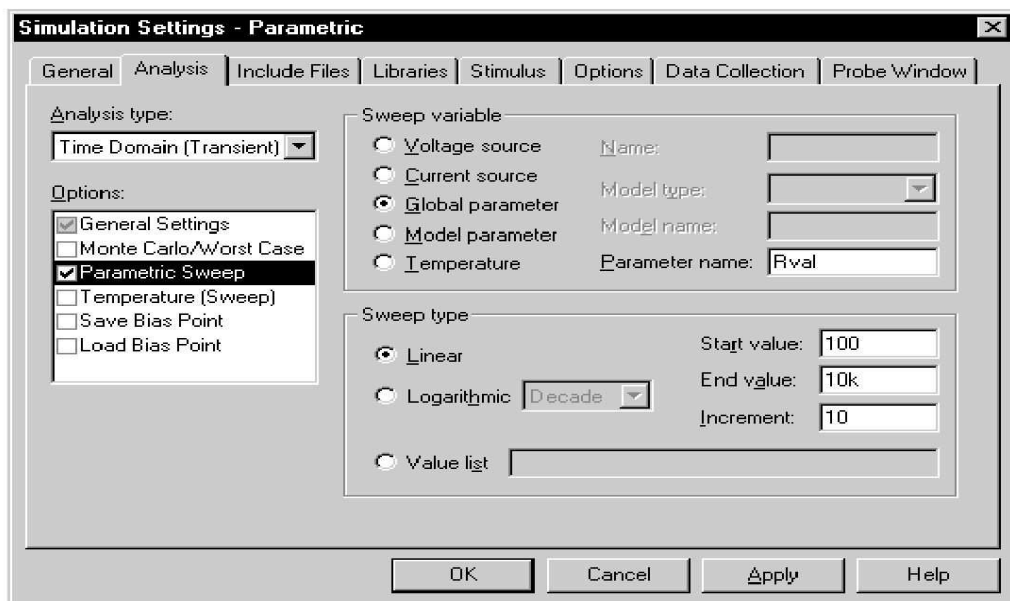 Simulation Settings - Parametric
General Analysis Include Files Libraries Stimulus Options Data Collection Probe Window
Analysis type:
Time Domain (Transient)
Options:
General Settings
Monte Carlo/Worst Case
Parametric Sweep
Temperature (Sweep)
Save Bias Point
Load Bias Point
Sweep variable
Voltage source
Current source
Global parameter
Model parameter
Temperature
Name:
Model type:
Model name:
Parameter name: Rval
Sweep type
Linear
Logarithmic Decade
Value list
Start value: 100
End value: 10k
Increment: 10
OK Cancel Apply Help